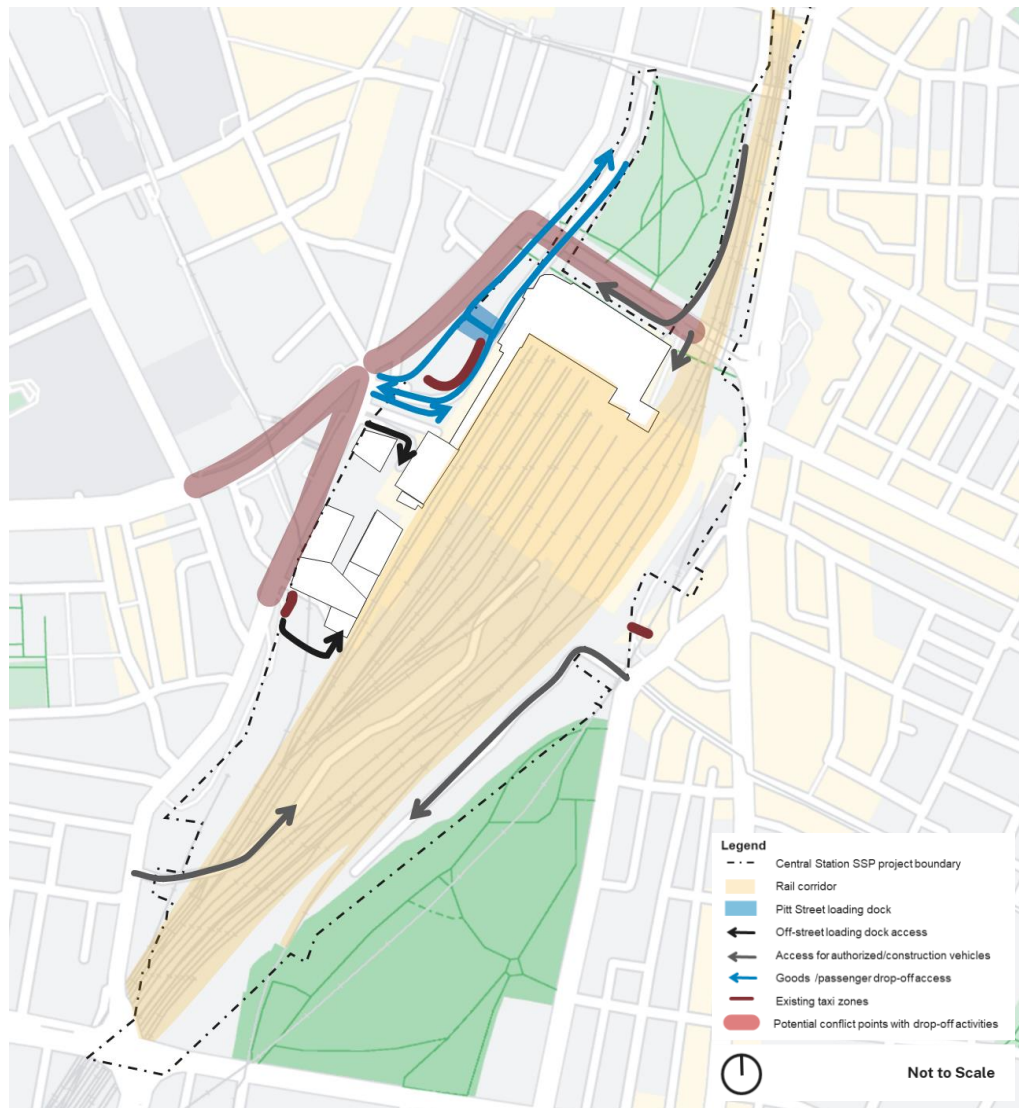 Legend
Central Station SSP project boundary
Rail corridor
Pitt Street loading dock
Off-street loading dock access
Access for authorized/construction vehicles
Goods /passenger drop-off access
Existing taxi zones
Potential conflict points with drop-off activities
Not to Scale